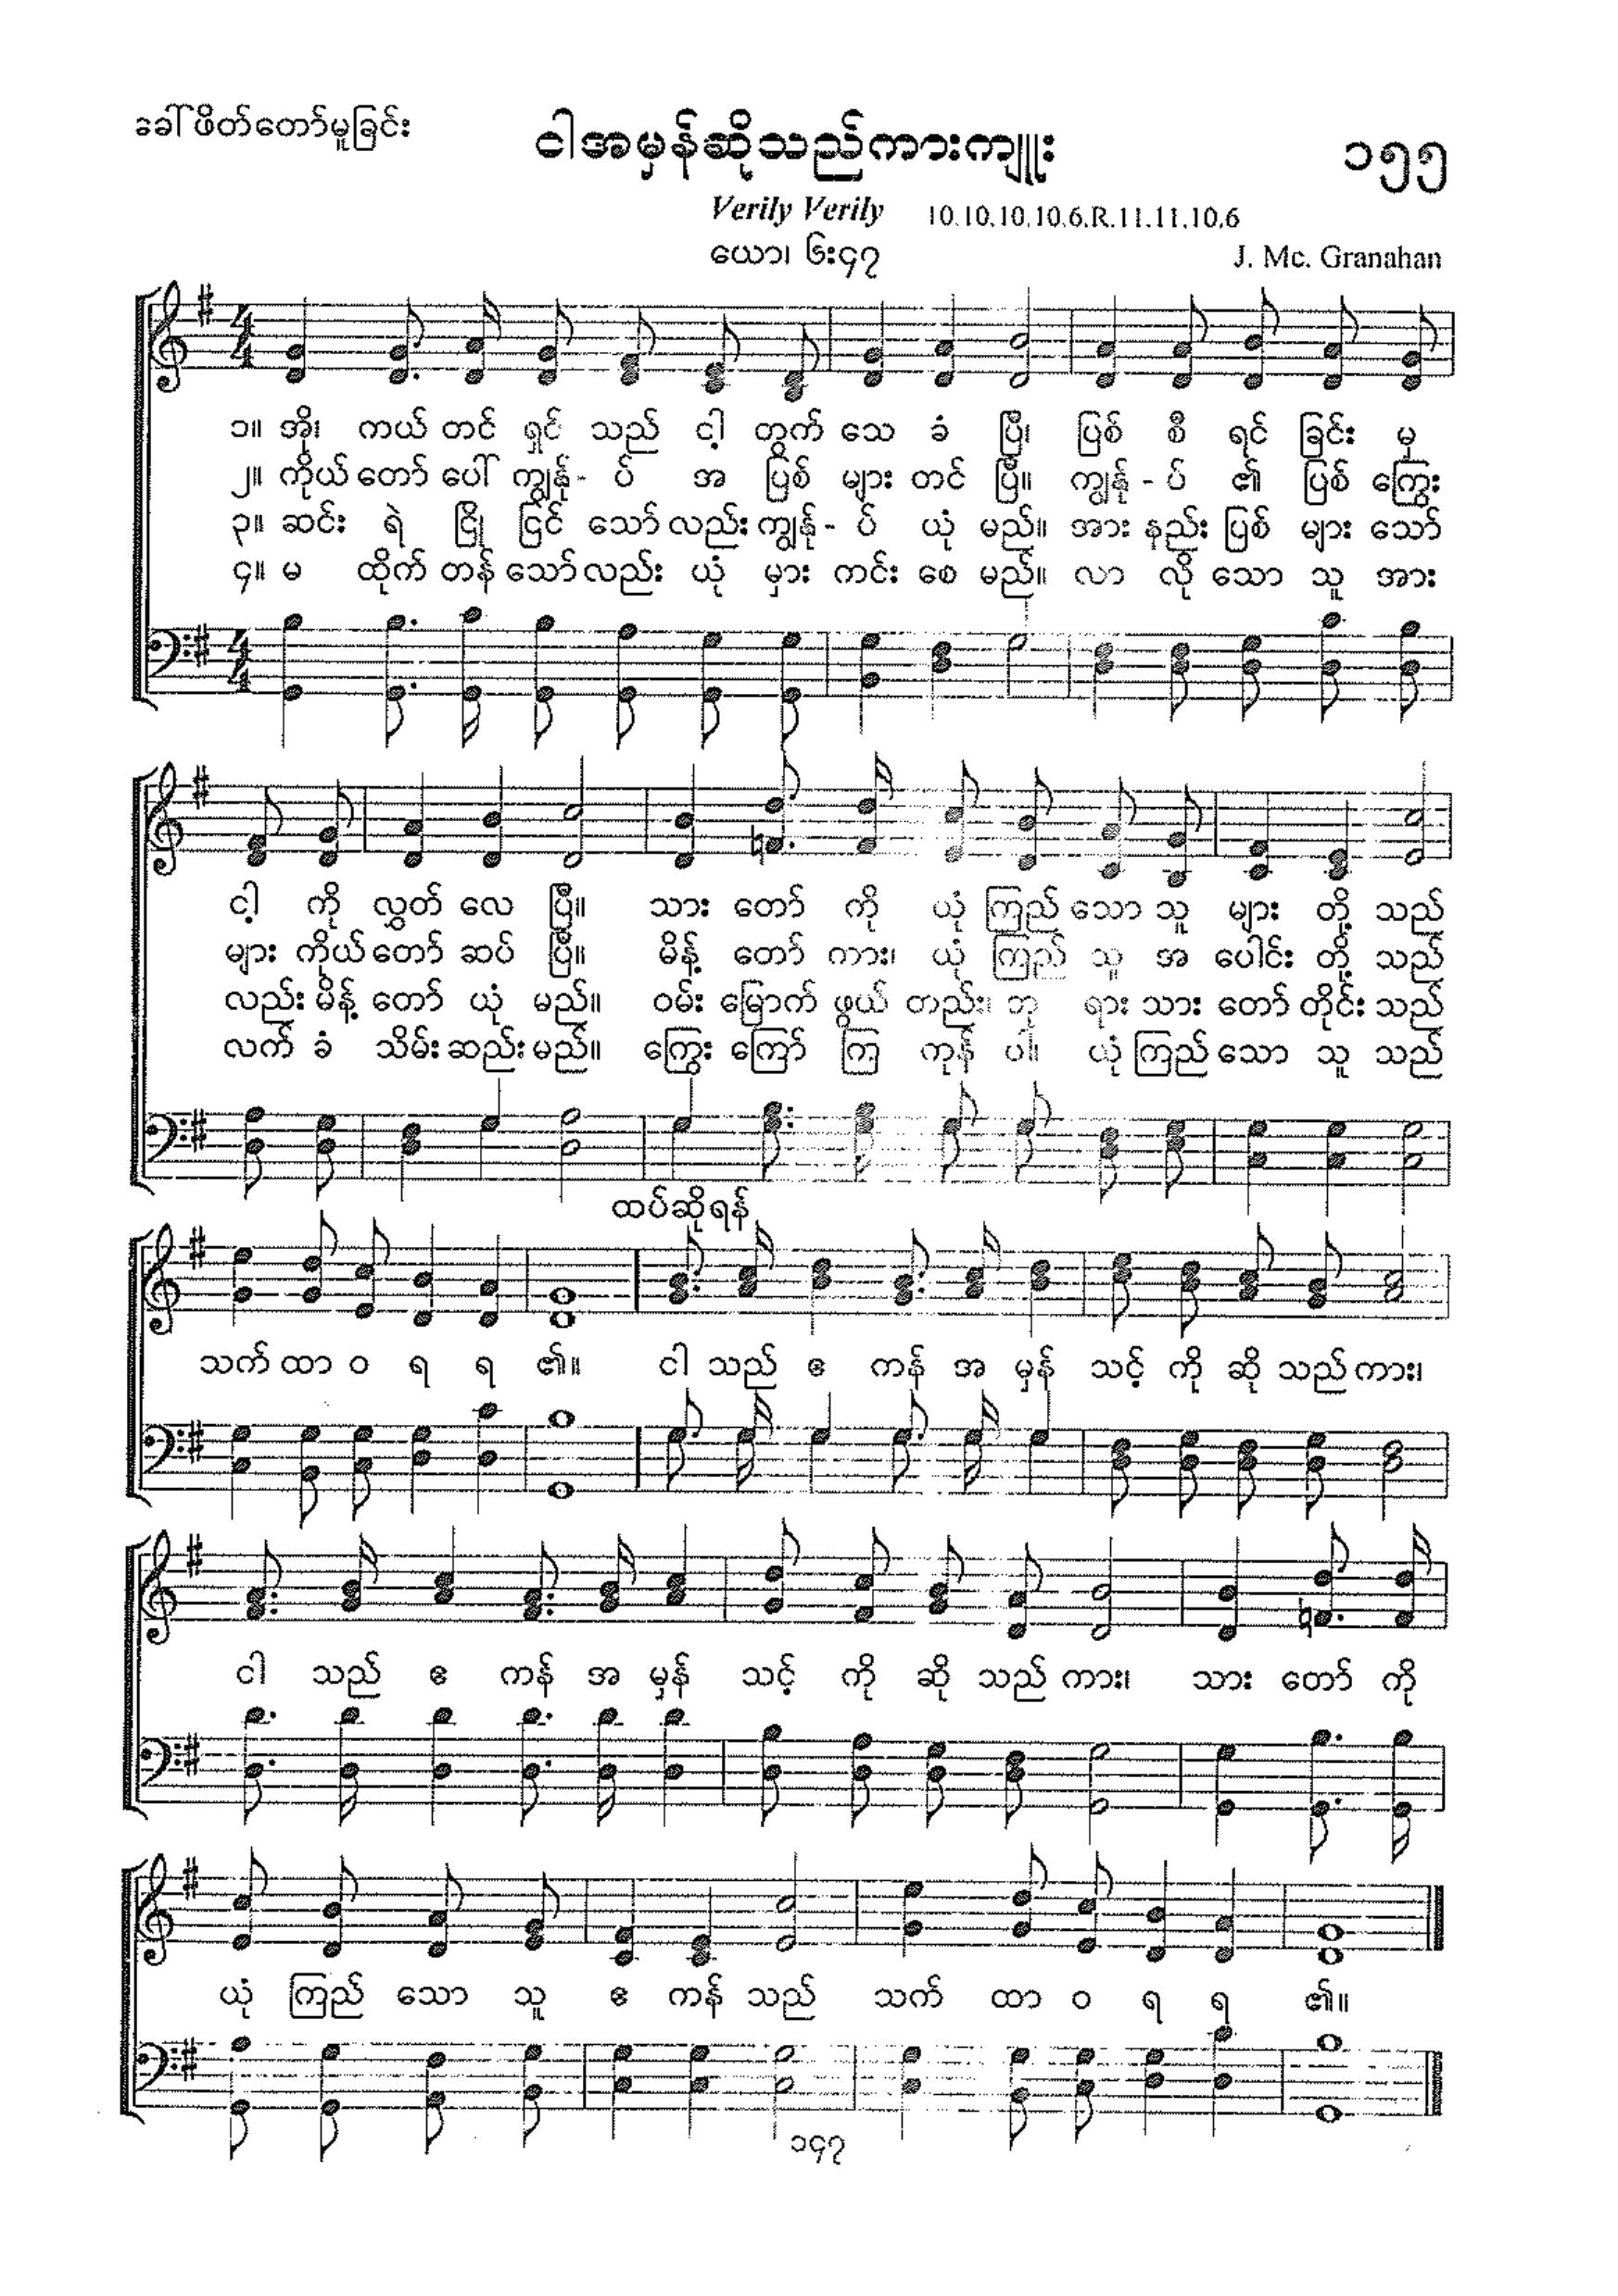 ခေါ်ဖိတ်တော်မူခြင်း
ငါအမှန်ဆိုသည်ကားကျူး
၁၅၅
Verily Verily 10.10.10.10.6.R.11.11.10.6
ယော၊ ၆း၄၇
J. Mc. Granahan
၁။ အို၊ ကယ် တင် ရှင် သည် ငါ့ တွက် သေ ခံ ပြီ၊ ပြစ် စီ ရင် ခြင်း မှ
၂။ ကိုယ် တော် ပေါ် ကျွန်ု - ပ် အ ပြစ် များ တင် ပြီ။ ကျွန်ု - ပ် ၏ ပြစ် ကြွေး
၃။ ဆင်း ရဲ ငြို ငြင် သော် လည်း ကျွန်ု - ပ် ယုံ မည်။ အား နည်း ပြစ် များ သော်
၄။ မ ထိုက် တန် သော် လည်း ယုံ မှား ကင်း စေ မည်။ လာ လို သော သူ အား
ငါ့ ကို လွှတ် လေ ပြီ။ သား တော် ကို ယုံ ကြည် သော သူ များ တို့ သည်
များ ကိုယ် တော် ဆပ် ပြီ။ မိန့် တော် ကား၊ ယုံ ကြည် သူ အ ပေါင်း တို့ သည်
လည်း မိန့် တော် ယုံ မည်။ ဝမ်း မြောက် ဖွယ် တည်း၊ ဘု ရား သား တော် တိုင်း သည်
လက် ခံ သိမ်း ဆည်း မည်။ ကြွေး ကြော် ကြ ကုန် ပါ။ ယုံ ကြည် သော သူ သည်
ထပ်ဆိုရန်
သက် ထာ ဝ ရ ရ ၏။ ငါ သည် ဧ ကန် အ မှန် သင့် ကို ဆို သည် ကား၊
ငါ သည် ဧ ကန် အ မှန် သင့် ကို ဆို သည် ကား၊ သား တော် ကို
ယုံ ကြည် သော သူ ဧ ကန် သည် သက် ထာ ဝ ရ ရ ၏။
၁၄၇